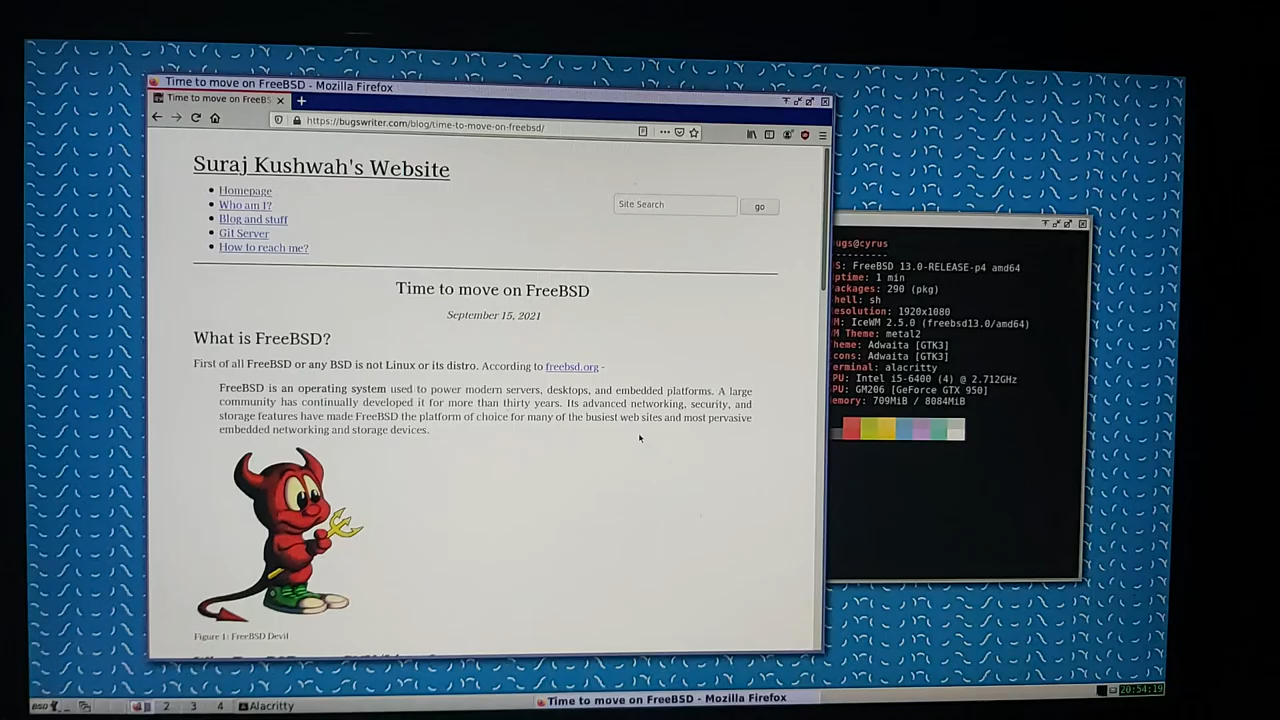 Time to move on FreeBSD - Mozilla Firefox
Time to move on FreeBS
https://bugswriter.com/blog/time-to-move-on-freebsd/
Suraj Kushwah's Website
Homepage
Who am I?
Blog and stuff
Git Server
How to reach me?
Site Search
go
Time to move on FreeBSD
September 15, 2021
What is FreeBSD?
First of all FreeBSD or any BSD is not Linux or its distro. According to freebsd.org -
FreeBSD is an operating system used to power modern servers, desktops, and embedded platforms. A large
community has continually developed it for more than thirty years. Its advanced networking, security, and
storage features have made FreeBSD the platform of choice for many of the busiest web sites and most pervasive
embedded networking and storage devices.
Figure 1: FreeBSD Devil
ugs@cyrus
---------
S: FreeBSD 13.0-RELEASE-p4 amd64
ptime: 1 min
ackages: 290 (pkg)
hell: sh
esolution: 1920x1080
M: IceWM 2.5.0 (freebsd13.0/amd64)
M Theme: metal2
heme: Adwaita [GTK3]
cons: Adwaita [GTK3]
erminal: alacritty
PU: Intel i5-6400 (4) @ 2.712GHz
PU: GM206 [GeForce GTX 950]
emory: 709MiB / 8084MiB
BSD
2
3
4
Alacritty
Time to move on FreeBSD - Mozilla Firefox
20:54:19